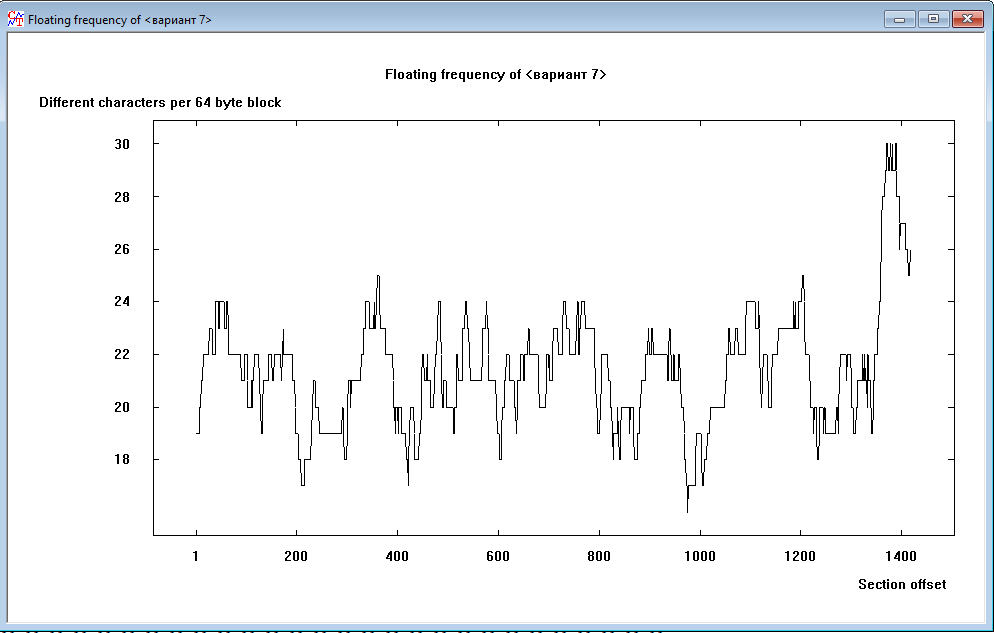 Floating frequency of <вариант 7>
Floating frequency of <вариант 7>
Different characters per 64 byte block
30
28
26
24
22
20
18
1 200 400 600 800 1000 1200 1400
Section offset